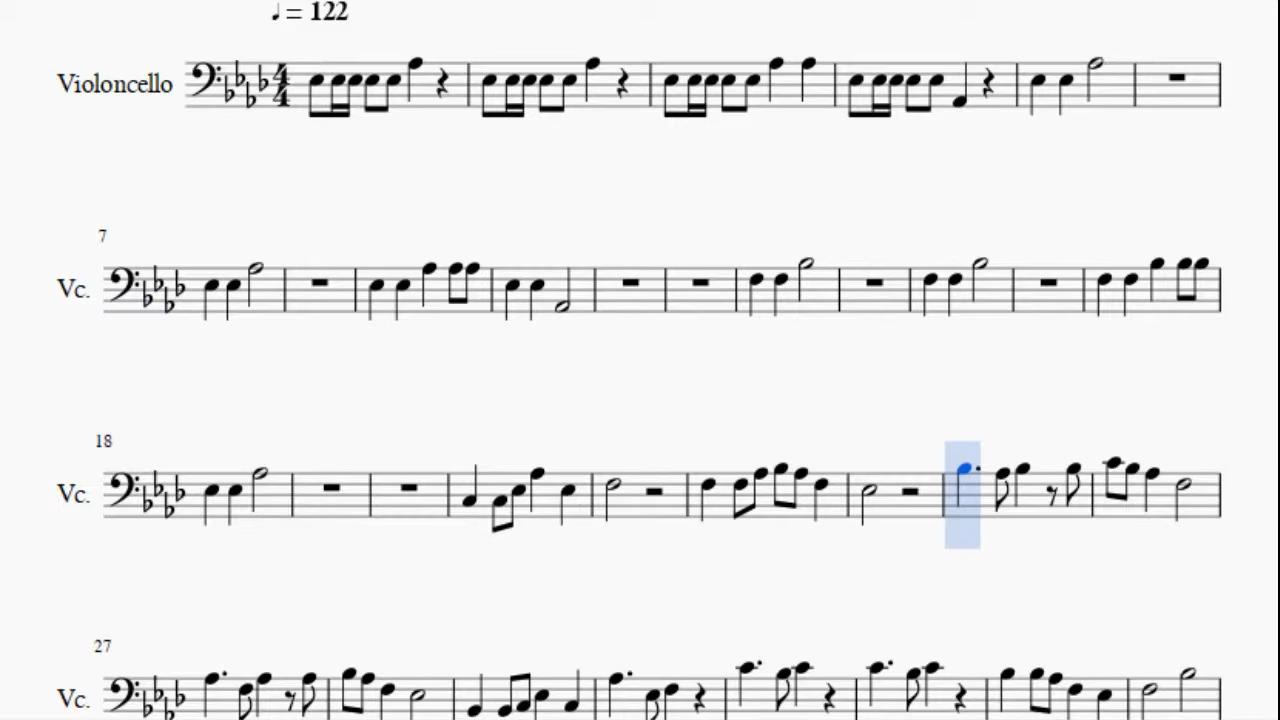 ♩ = 122
Violoncello
7
Vc.
18
Vc.
27
Vc.